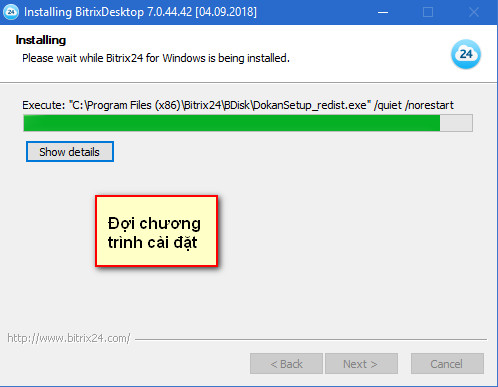 24
Installing BitrixDesktop 7.0.44.42 [04.09.2018]
Installing
Please wait while Bitrix24 for Windows is being installed.
24
Execute: "C:\Program Files (x86)\Bitrix24\BDisk\DokanSetup_redist.exe" /quiet /norestart
Show details
Đợi chương
trình cài đặt
http://www.bitrix24.com/
< Back
Next >
Cancel